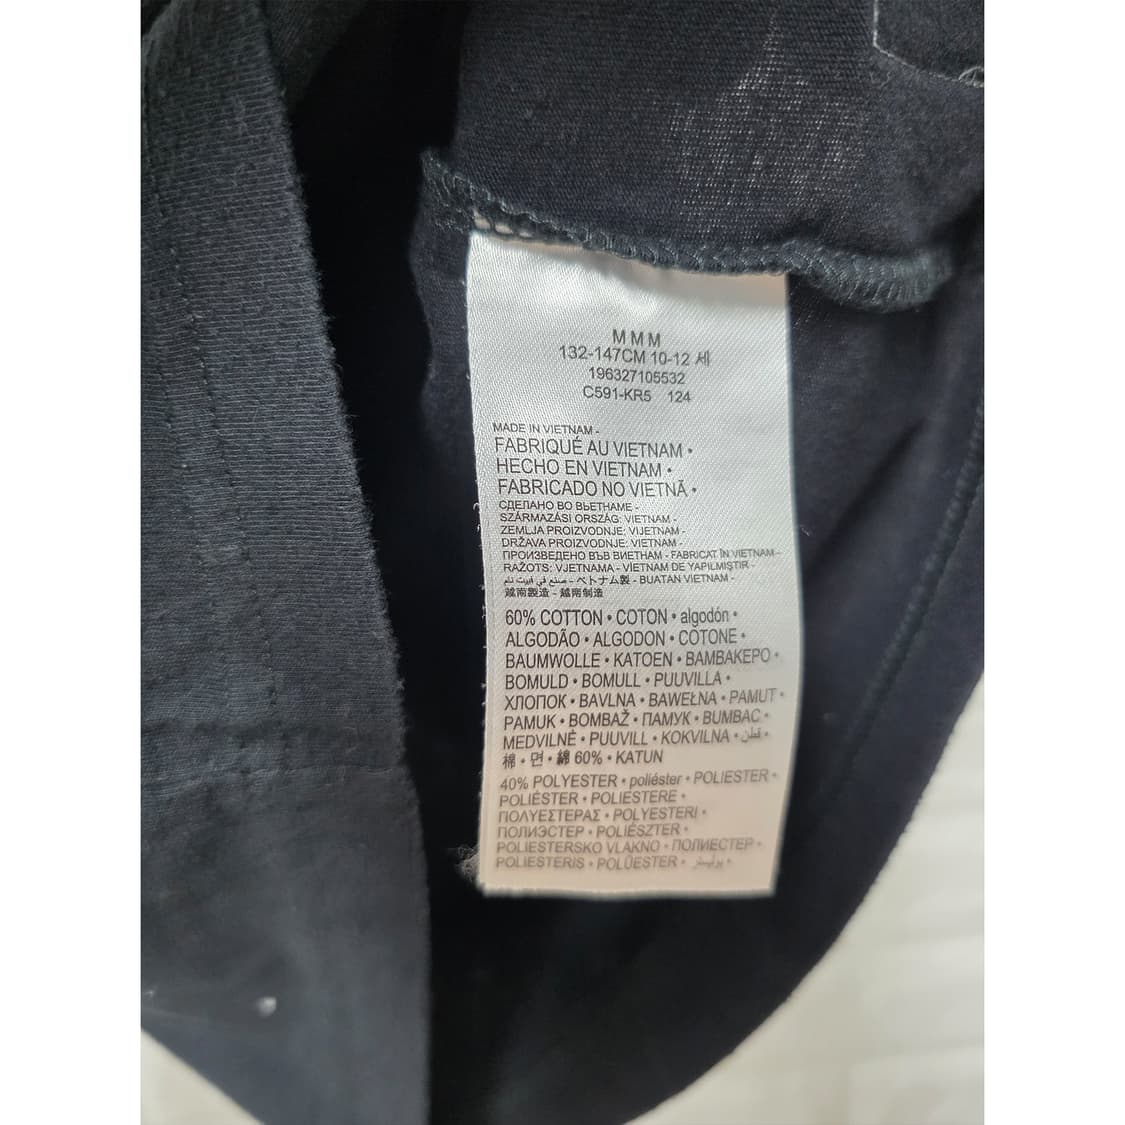 M M M
132-147CM 10-12 세
196327105532
C591-KR5 124
MADE IN VIETNAM -
FABRIQUÉ AU VIETNAM •
HECHO EN VIETNAM •
FABRICADO NO VIETNÃ •
СДЕЛАНО ВО ВЬЕТНАМЕ -
SZÁRMAZÁSI ORSZÁG: VIETNAM -
ZEMLJA PROIZVODNJE: VIJETNAM -
DRŽAVA PROIZVODNJE: VIETNAM -
ПРОИЗВЕДЕНО ВЪВ ВИЕТНАМ - FABRICAT ÎN VIETNAM -
RAŽOTS: VJETNAMA - VİETNAM DE YAPILMIŞTIR -
صنع في فييت نام - ベトナム製 - BUATAN VIETNAM -
越南製造 - 越南制造
60% COTTON • COTON • algodón •
ALGODÃO • ALGODON • COTONE •
BAUMWOLLE • KATOEN • ΒΑΜΒΑΚΕΡΟ •
BOMULD • BOMULL • PUUVILLA •
ХЛОПОК • BAVLNA • BAWEŁNA • PAMUT •
PAMUK • BOMBAŽ • ПАМУК • BUMBAC •
MEDVILNĖ • PUUVILL • KOKVILNA • قطن •
棉 • 면 • 綿 60% • KATUN
40% POLYESTER • poliéster • POLIESTER •
POLIÉSTER • POLIESTERE •
ΠΟΛΥΕΣΤΕΡΑΣ • POLYESTERI •
ПОЛИЭСТЕР • POLIÉSZTER •
POLIESTERSKO VLAKNO • ПОЛИЕСТЕР •
POLIESTERIS • POLÜESTER • بوليستر •